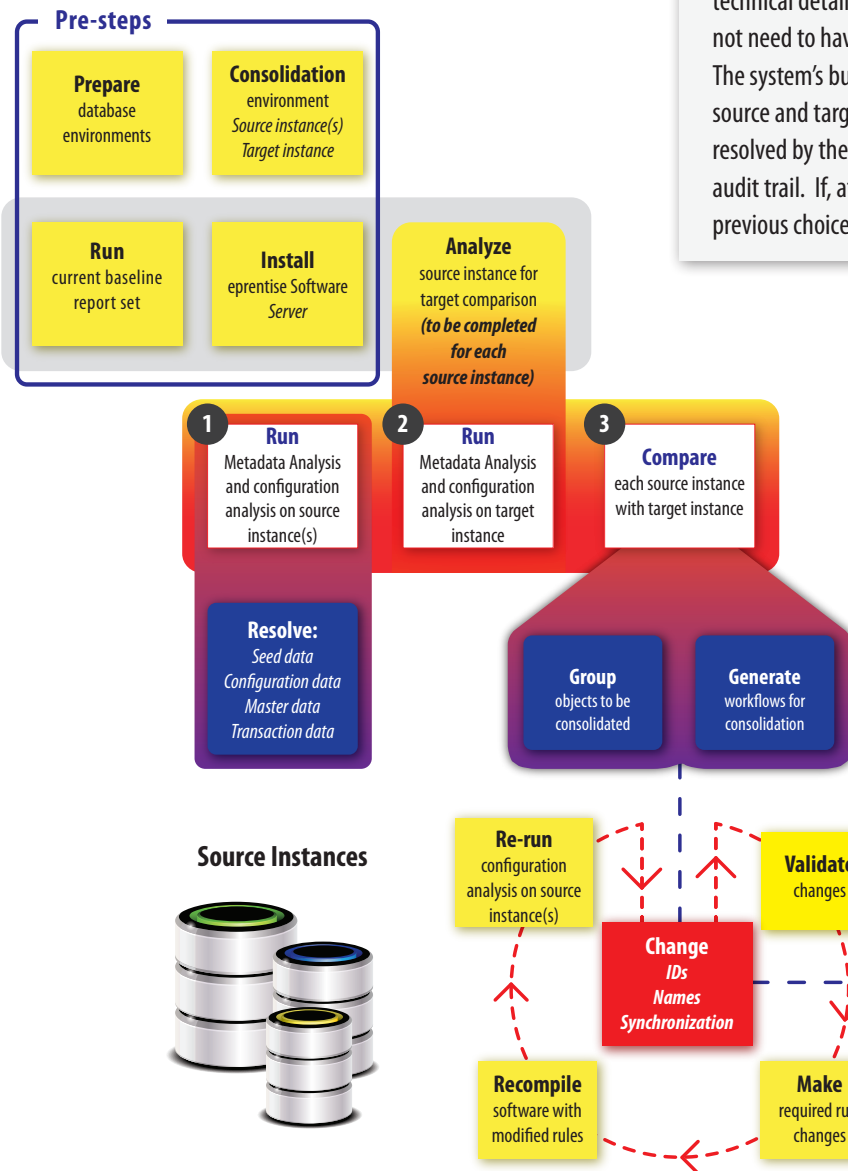 Pre-steps
Prepare
database
environments
Consolidation
environment
Source instance(s)
Target instance
Run
current baseline
report set
Install
eprentise Software
Server
Analyze
source instance for
target comparison
(to be completed
for each
source instance)
not need to hav
The system's bu
source and targ
resolved by the
audit trail. If, a
previous choice
1
Run
Metadata Analysis
and configuration
analysis on source
instance(s)
2
Run
Metadata Analysis
and configuration
analysis on target
instance
3
Compare
each source instance
with target instance
Resolve:
Seed data
Configuration data
Master data
Transaction data
Group
objects to be
consolidated
Generate
workflows for
consolidation
Source Instances
Re-run
configuration
analysis on source
instance(s)
Validate
changes
Change
IDs
Names
Synchronization
Recompile
software with
modified rules
Make
required ru
changes